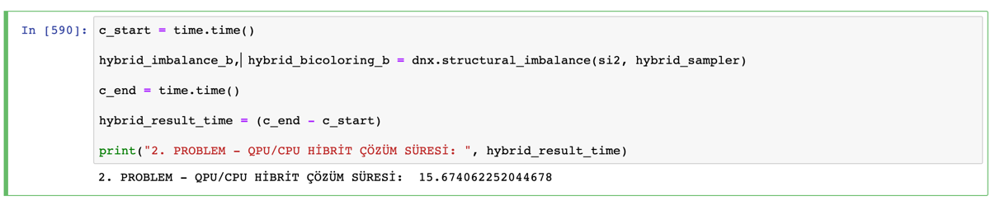 In [590]: c_start = time.time()
hybrid_imbalance_b, hybrid_bicoloring_b = dnx.structural_imbalance(si2, hybrid_sampler)
c_end = time.time()
hybrid_result_time = (c_end - c_start)
print("2. PROBLEM - QPU/CPU HİBRİT ÇÖZÜM SÜRESİ: ", hybrid_result_time)
2. PROBLEM - QPU/CPU HİBRİT ÇÖZÜM SÜRESİ:  15.674062252044678